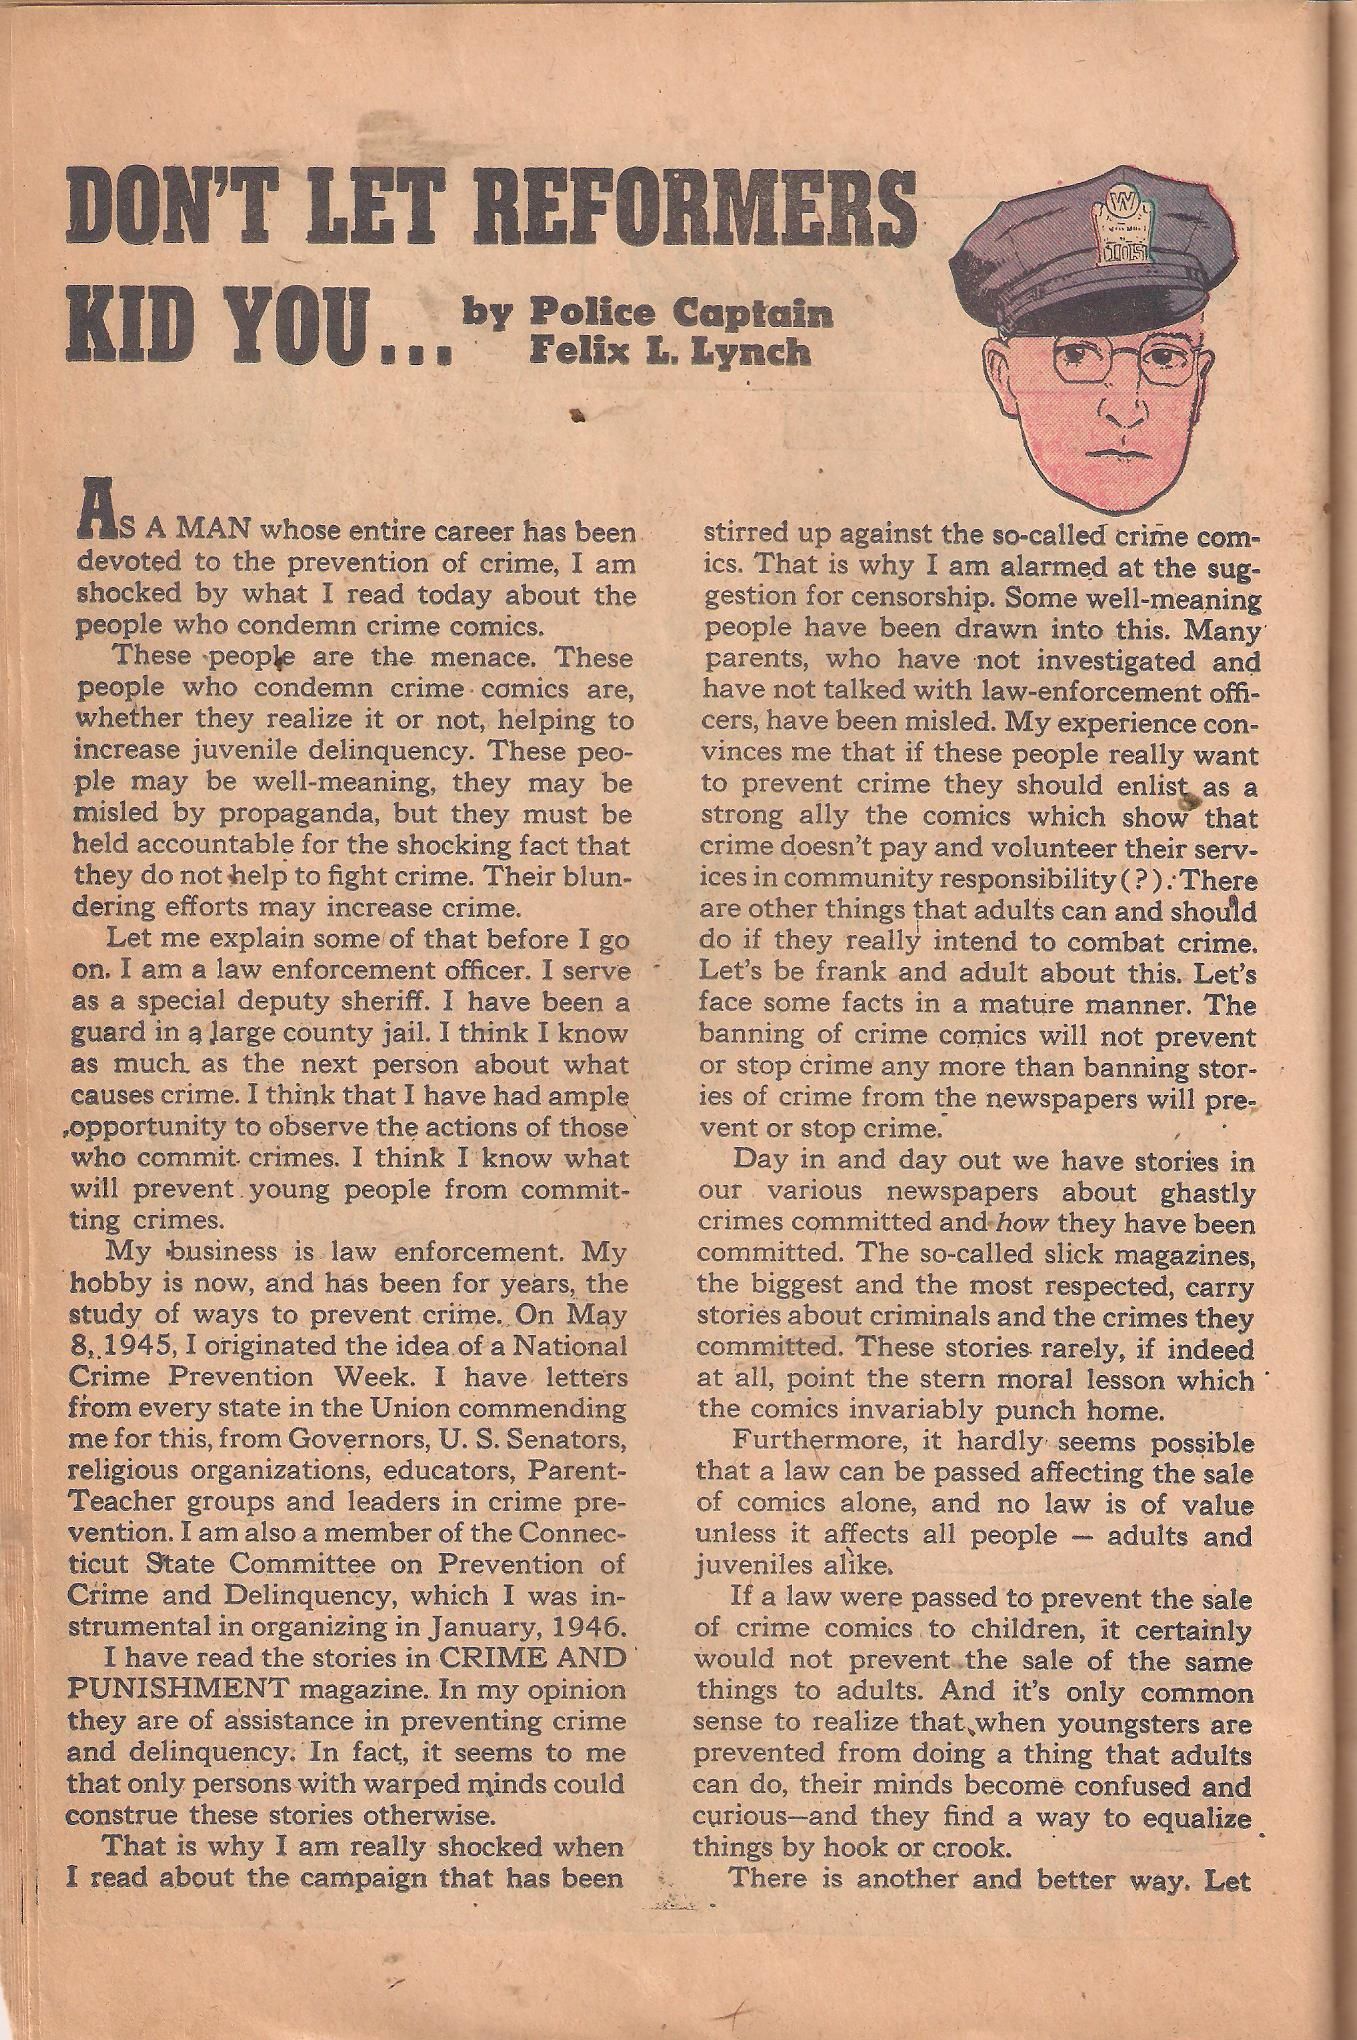 DON'T LET REFORMERS
KID YOU...
by Police Captain
Felix L. Lynch
W
AS A MAN whose entire career has been
devoted to the prevention of crime, I am
shocked by what I read today about the
people who condemn crime comics.
These people are the menace. These
people who condemn crime comics are,
whether they realize it or not, helping to
increase juvenile delinquency. These peo-
ple may be well-meaning, they may be
misled by propaganda, but they must be
held accountable for the shocking fact that
they do not help to fight crime. Their blun-
dering efforts may increase crime.
Let me explain some of that before I go
on. I am a law enforcement officer. I serve
as a special deputy sheriff. I have been a
guard in a large county jail. I think I know
as much as the next person about what
causes crime. I think that I have had ample
opportunity to observe the actions of those
who commit crimes. I think I know what
will prevent young people from commit-
ting crimes.
My business is law enforcement. My
hobby is now, and has been for years, the
study of ways to prevent crime. On May
8, 1945, I originated the idea of a National
Crime Prevention Week. I have letters
from every state in the Union commending
me for this, from Governors, U. S. Senators,
religious organizations, educators, Parent-
Teacher groups and leaders in crime pre-
vention. I am also a member of the Connec-
ticut State Committee on Prevention of
Crime and Delinquency, which I was in-
strumental in organizing in January, 1946.
I have read the stories in CRIME AND
PUNISHMENT magazine. In my opinion
they are of assistance in preventing crime
and delinquency. In fact, it seems to me
that only persons with warped minds could
construe these stories otherwise.
That is why I am really shocked when
I read about the campaign that has been
stirred up against the so-called crime com-
ics. That is why I am alarmed at the sug-
gestion for censorship. Some well-meaning
people have been drawn into this. Many
parents, who have not investigated and
have not talked with law-enforcement offi-
cers, have been misled. My experience con-
vinces me that if these people really want
to prevent crime they should enlist as a
strong ally the comics which show that
crime doesn't pay and volunteer their serv-
ices in community responsibility (?). There
are other things that adults can and should
do if they really intend to combat crime.
Let's be frank and adult about this. Let's
face some facts in a mature manner. The
banning of crime comics will not prevent
or stop crime any more than banning stor-
ies of crime from the newspapers will pre-
vent or stop crime.
Day in and day out we have stories in
our various newspapers about ghastly
crimes committed and how they have been
committed. The so-called slick magazines,
the biggest and the most respected, carry
stories about criminals and the crimes they
committed. These stories rarely, if indeed
at all, point the stern moral lesson which
the comics invariably punch home.
Furthermore, it hardly seems possible
that a law can be passed affecting the sale
of comics alone, and no law is of value
unless it affects all people — adults and
juveniles alike.
If a law were passed to prevent the sale
of crime comics to children, it certainly
would not prevent the sale of the same
things to adults. And it's only common
sense to realize that when youngsters are
prevented from doing a thing that adults
can do, their minds become confused and
curious—and they find a way to equalize
things by hook or crook.
There is another and better way. Let